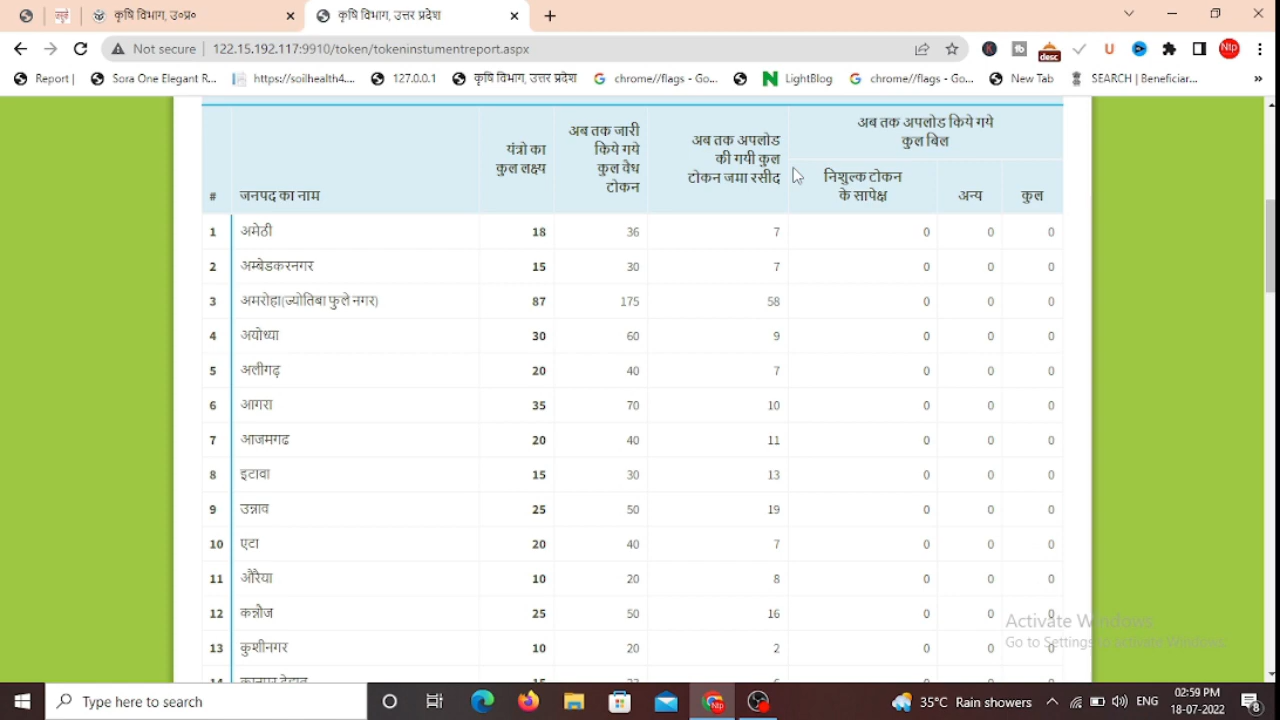 कृषि विभाग, उ०प्र०
कृषि विभाग, उत्तर प्रदेश
Not secure 122.15.192.117:9910/token/tokeninstumentreport.aspx
desc
Ntp
Report |
Sora One Elegant R...
https://soilhealth4....
127.0.0.1
कृषि विभाग, उत्तर प्रदेश
chrome//flags - Go...
LightBlog
chrome//flags - Go...
New Tab
SEARCH | Beneficiar...
»
# जनपद का नाम
यंत्रो का
कुल लक्ष्य
अब तक जारी
किये गये
कुल वेध
टोकन
अब तक अपलोड
की गयी कुल
टोकन जमा रसीद
अब तक अपलोड किये गये
कुल बिल
निशुल्क टोकन
के सापेक्ष
अन्य
कुल
1 अमेठी 18 36 7 0 0 0
2 अम्बेडकरनगर 15 30 7 0 0 0
3 अमरोहा(ज्योतिबा फुले नगर) 87 175 58 0 0 0
4 अयोध्या 30 60 9 0 0 0
5 अलीगढ़ 20 40 7 0 0 0
6 आगरा 35 70 10 0 0 0
7 आजमगढ 20 40 11 0 0 0
8 इटावा 15 30 13 0 0 0
9 उन्नाव 25 50 19 0 0 0
10 एटा 20 40 7 0 0 0
11 औरैया 10 20 8 0 0 0
12 कन्नौज 25 50 16 0 0 0
13 कुशीनगर 10 20 2 0 0 0
Activate Windows
Go to Settings to activate Windows.
Type here to search
Ntp
35°C Rain showers
ENG
02:59 PM
18-07-2022
8